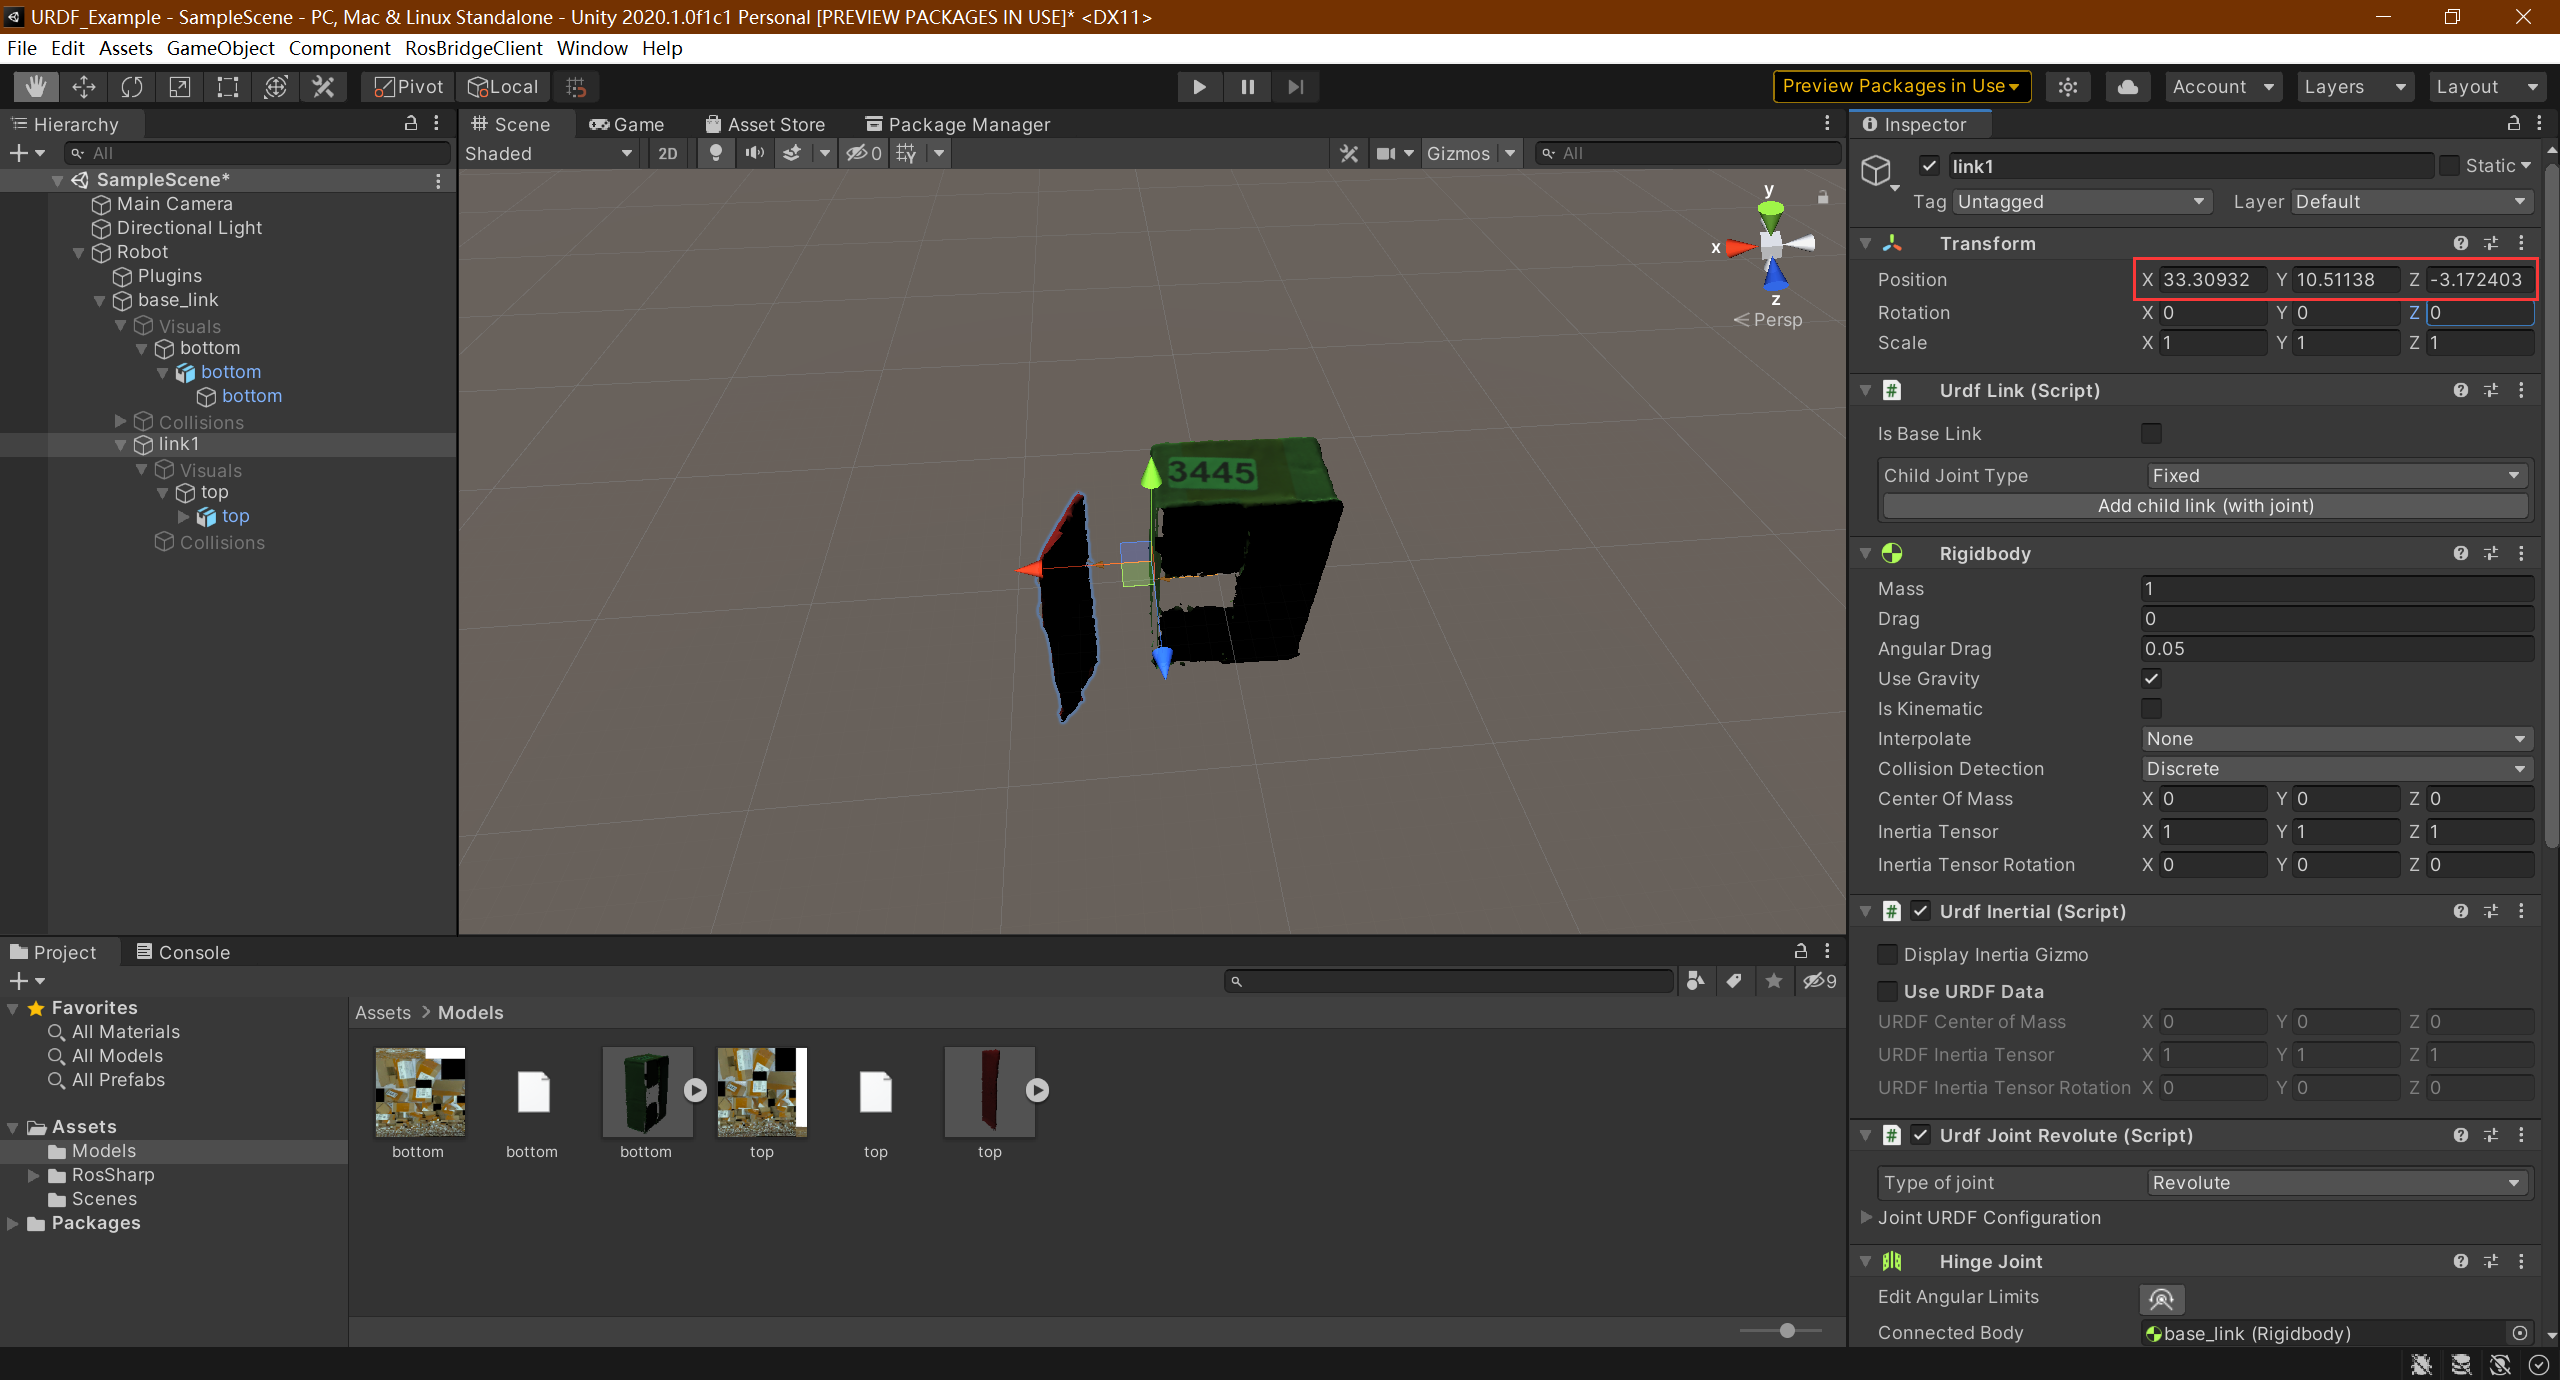 URDF_Example - SampleScene - PC, Mac & Linux Standalone - Unity 2020.1.0f1c1 Personal [PREVIEW PACKAGES IN USE]* <DX11>
File Edit Assets GameObject Component RosBridgeClient Window Help
Pivot Local Preview Packages in Use Account Layers Layout
Hierarchy
All
SampleScene*
Main Camera
Directional Light
Robot
Plugins
base_link
Visuals
bottom
bottom
bottom
Collisions
link1
Visuals
top
top
Collisions
Scene Game Asset Store Package Manager
Shaded 2D 0 Gizmos All
y
x
z
Persp
3445
Inspector
link1 Static
Tag Untagged Layer Default
Transform
Position X 33.30932 Y 10.51138 Z -3.172403
Rotation X 0 Y 0 Z 0
Scale X 1 Y 1 Z 1
Urdf Link (Script)
Is Base Link
Child Joint Type Fixed
Add child link (with joint)
Rigidbody
Mass 1
Drag 0
Angular Drag 0.05
Use Gravity
Is Kinematic
Interpolate None
Collision Detection Discrete
Center Of Mass X 0 Y 0 Z 0
Inertia Tensor X 1 Y 1 Z 1
Inertia Tensor Rotation X 0 Y 0 Z 0
Urdf Inertial (Script)
Display Inertia Gizmo
Use URDF Data
URDF Center of Mass X 0 Y 0 Z 0
URDF Inertia Tensor X 1 Y 1 Z 1
URDF Inertia Tensor Rotation X 0 Y 0 Z 0
Urdf Joint Revolute (Script)
Type of joint Revolute
Joint URDF Configuration
Hinge Joint
Edit Angular Limits
Connected Body base_link (Rigidbody)
Project Console
9
Favorites
All Materials
All Models
All Prefabs
Assets
Models
RosSharp
Scenes
Packages
Assets > Models
bottom bottom bottom top top top